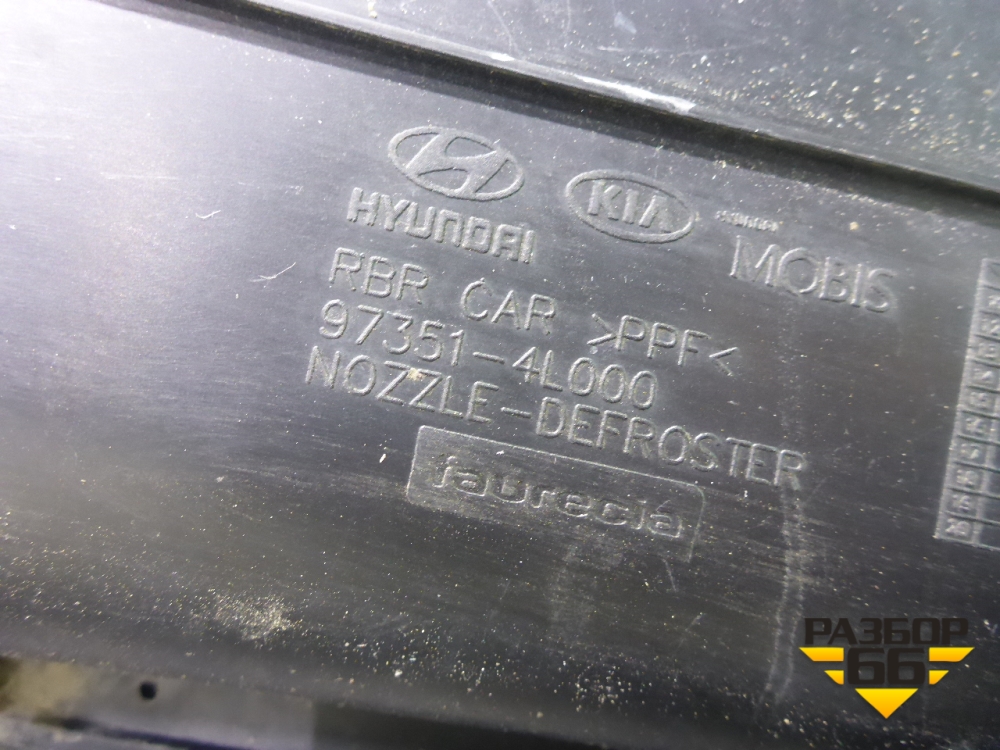 HYUNDAI
KIA
MOBIS
RBR CAR >PPF<
97351-4L000
NOZZLE-DEFROSTER
faurecia
РАЗБОР
66